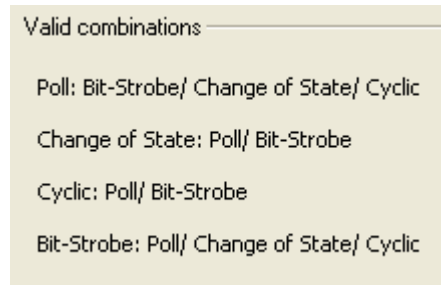 Valid combinations
Poll: Bit-Strobe/ Change of State/ Cyclic
Change of State: Poll/ Bit-Strobe
Cyclic: Poll/ Bit-Strobe
Bit-Strobe: Poll/ Change of State/ Cyclic